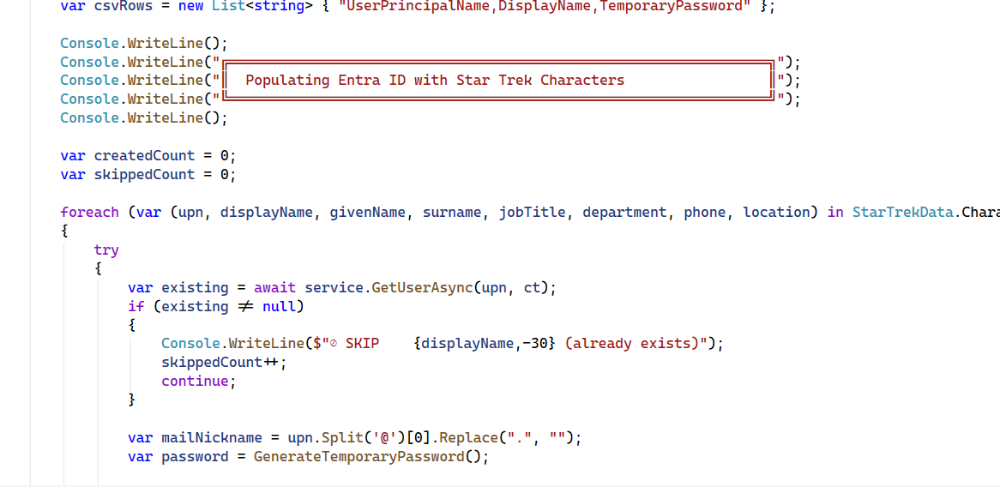 var csvRows = new List<string> { "UserPrincipalName,DisplayName,TemporaryPassword" };
Console.WriteLine();
Console.WriteLine("╔═════════════════════════════════════════════════════════════════╗");
Console.WriteLine("║  Populating Entra ID with Star Trek Characters                 ║");
Console.WriteLine("╚═════════════════════════════════════════════════════════════════╝");
Console.WriteLine();
var createdCount = 0;
var skippedCount = 0;
foreach (var (upn, displayName, givenName, surname, jobTitle, department, phone, location) in StarTrekData.Chara
{
try
{
var existing = await service.GetUserAsync(upn, ct);
if (existing != null)
{
Console.WriteLine($"⊘ SKIP    {displayName,-30} (already exists)");
skippedCount++;
continue;
}
var mailNickname = upn.Split('@')[0].Replace(".", "");
var password = GenerateTemporaryPassword();